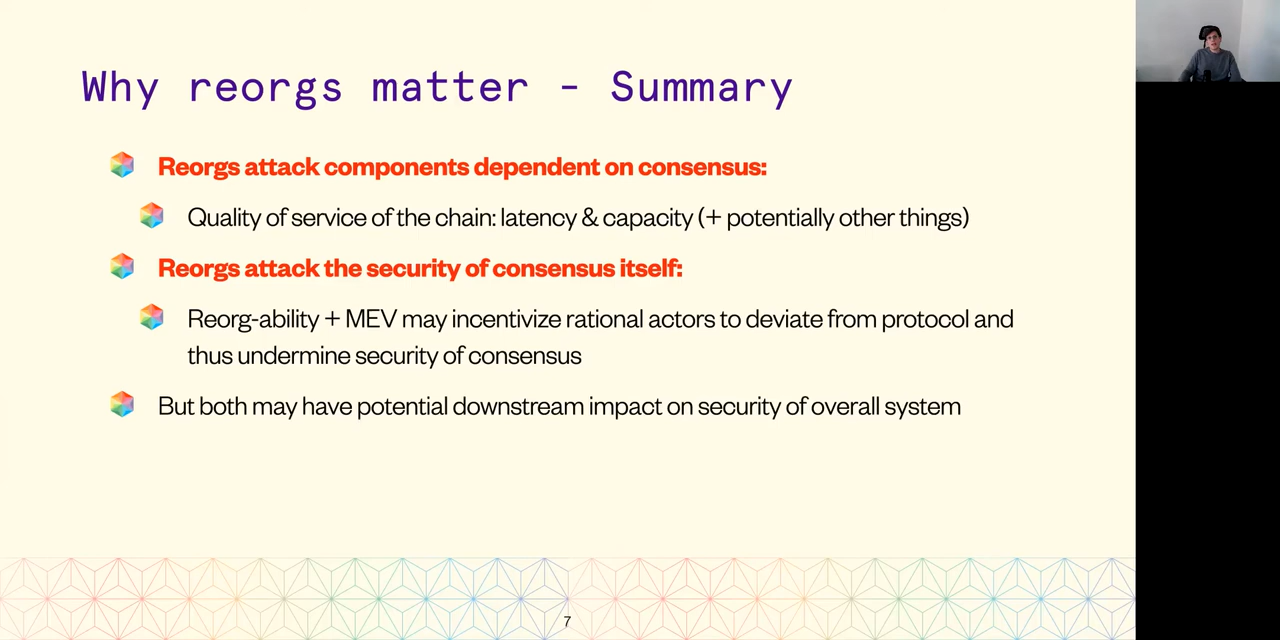 Why reorgs matter - Summary
Reorgs attack components dependent on consensus:
Quality of service of the chain: latency & capacity (+ potentially other things)
Reorgs attack the security of consensus itself:
Reorg-ability + MEV may incentivize rational actors to deviate from protocol and
thus undermine security of consensus
But both may have potential downstream impact on security of overall system
7